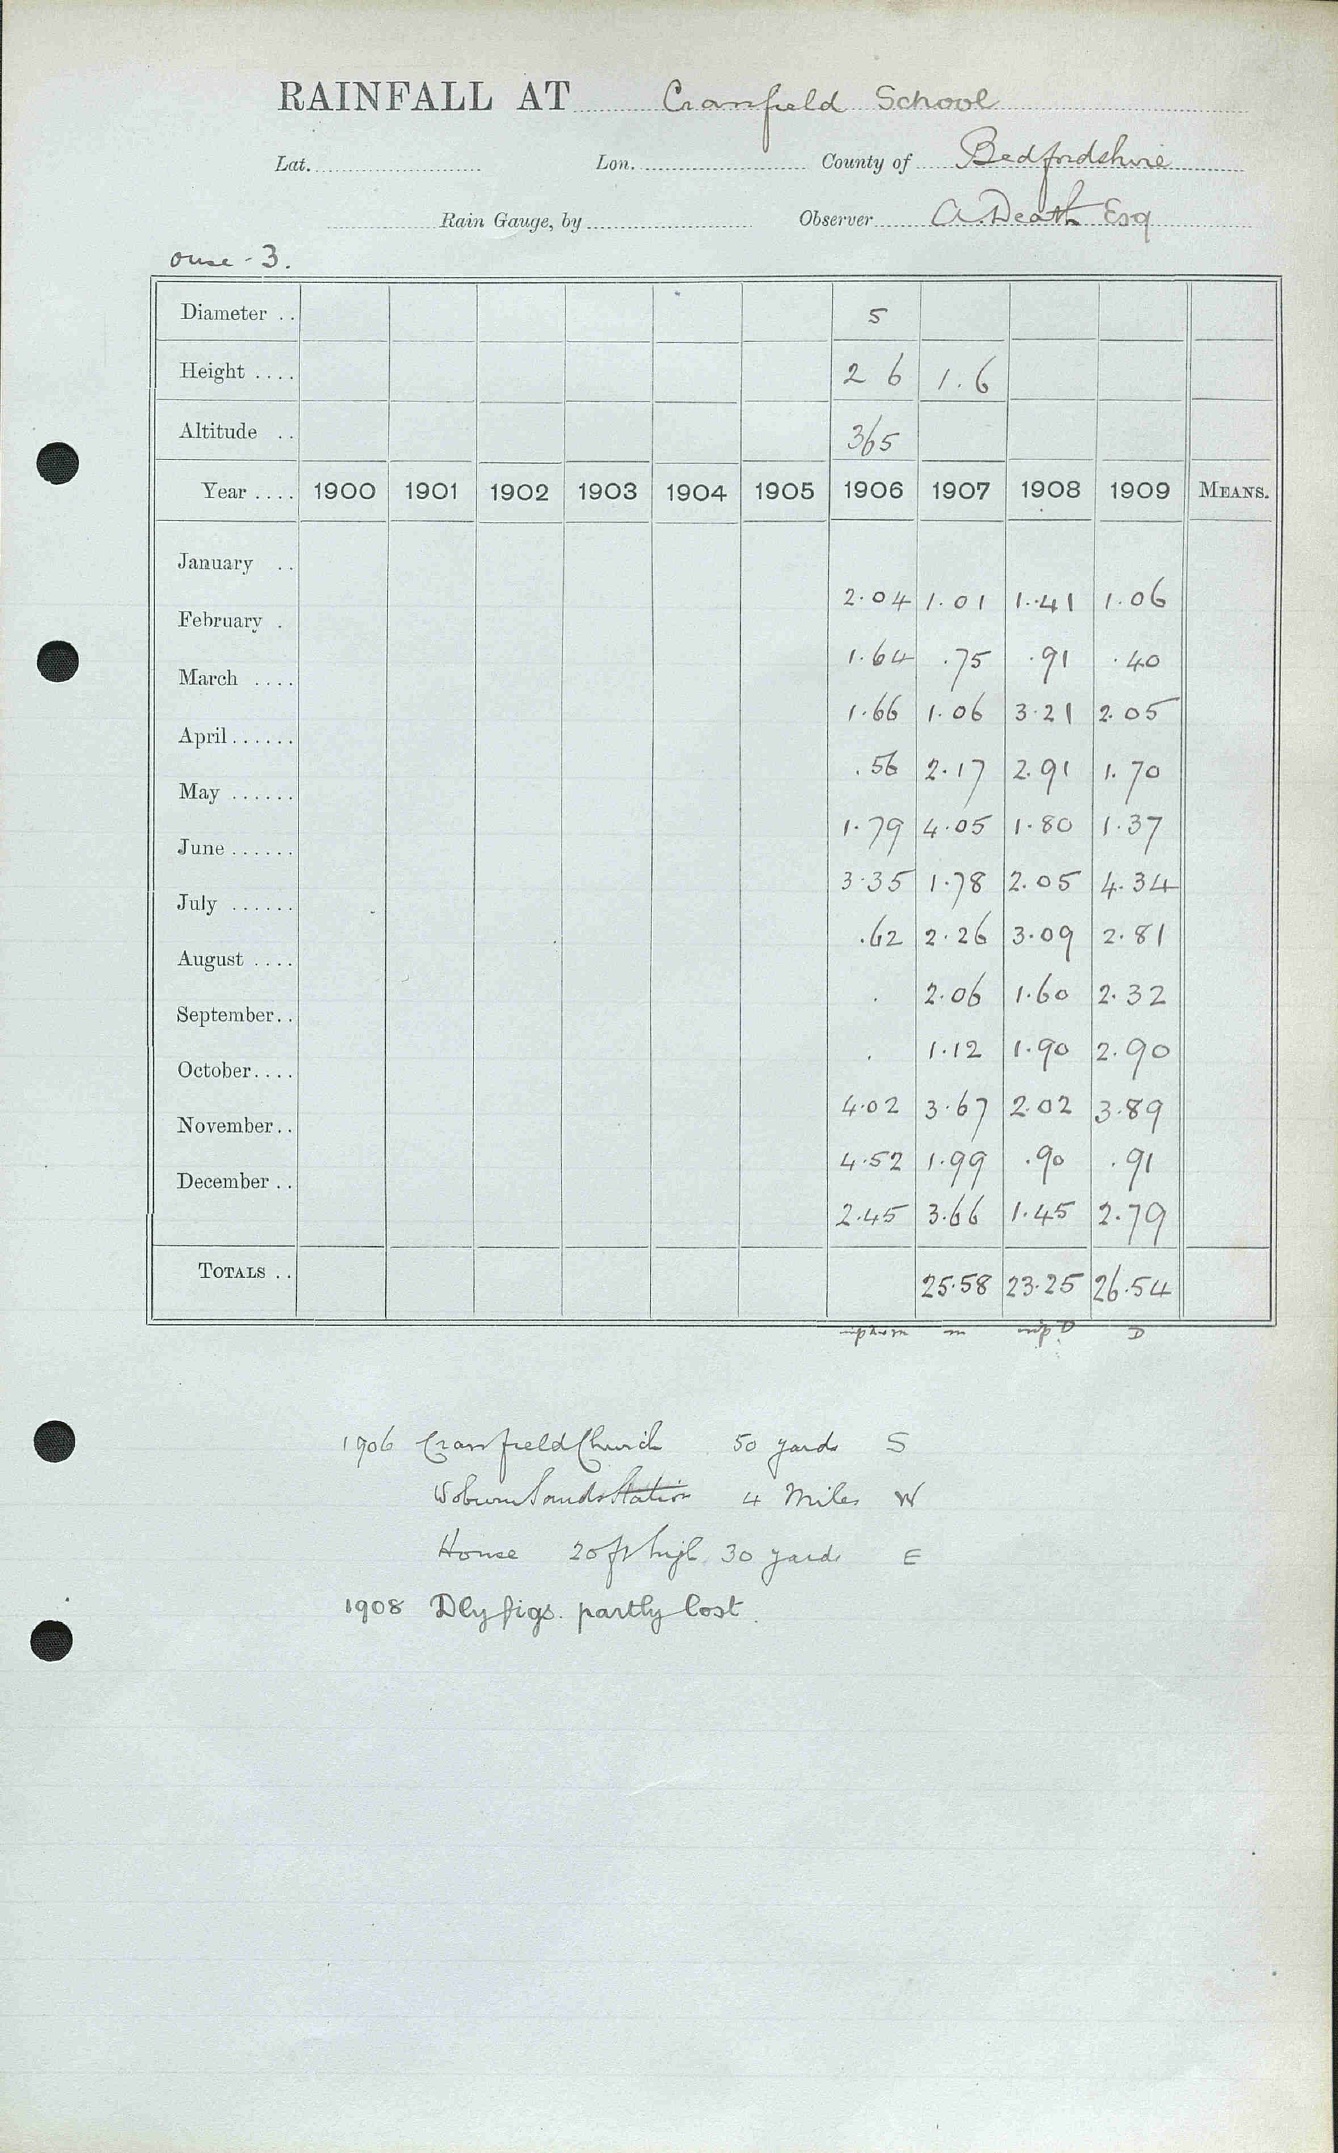 RAINFALL AT Cranfield School
Lat. Lon. County of Bedfordshire
Rain Gauge, by Observer A. Death Esq
Ouse - 3.
Diameter .. 5
Height .... 2 6 1.6
Altitude .. 365
Year .... 1900 1901 1902 1903 1904 1905 1906 1907 1908 1909 MEANS.
January .. 2.04 1.01 1.41 1.06
February . 1.64 .75 .91 .40
March .... 1.66 1.06 3.21 2.05
April...... .56 2.17 2.91 1.70
May ...... 1.79 4.05 1.80 1.37
June ...... 3.35 1.78 2.05 4.34
July ...... .62 2.26 3.09 2.81
August .... . 2.06 1.60 2.32
September.. . 1.12 1.90 2.90
October.... 4.02 3.67 2.02 3.89
November.. 4.52 1.99 .90 .91
December .. 2.45 3.66 1.45 2.79
TOTALS .. 25.58 23.25 26.54
m D
1906 Cranfield Church 50 yards S
Woburn Sands Station 4 Miles W
House 20 ft high 30 yards E
1908 Dly figs. partly lost.